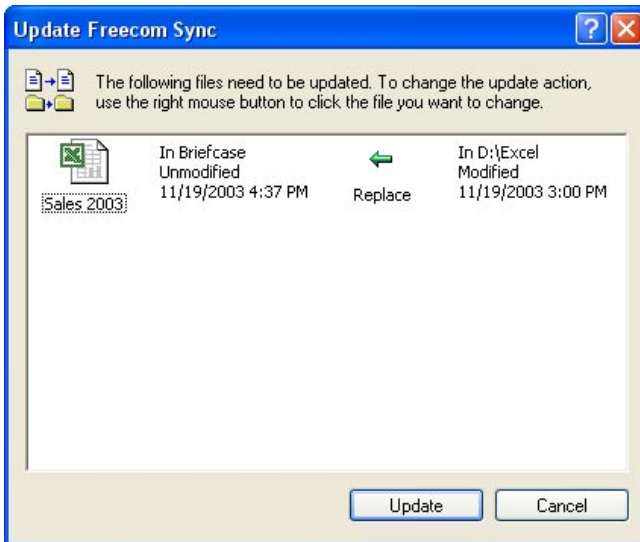 Update Freecom Sync
The following files need to be updated. To change the update action,
use the right mouse button to click the file you want to change.
Sales 2003
In Briefcase
Unmodified
11/19/2003 4:37 PM
Replace
In D:\Excel
Modified
11/19/2003 3:00 PM
Update
Cancel